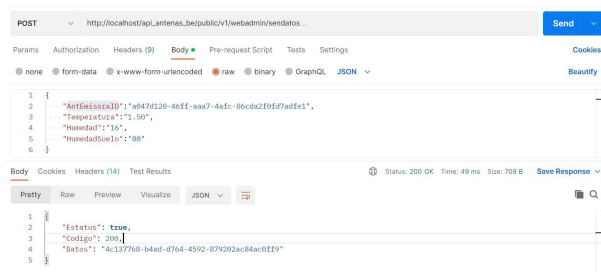 POST http://localhost/api_antenas_be/public/v1/webadmin/sendatos... Send
Params Authorization Headers (9) Body Pre-request Script Tests Settings Cookies
none form-data x-www-form-urlencoded raw binary GraphQL JSON Beautify
1 {
2 "AntEmisoraID":"a047d120-46ff-aaa7-4afc-86cda2f0fd7adfe1",
3 "Temperatura":"1.50",
4 "Humedad":"16",
5 "HumedadSuelo":"80"
6 }
Body Cookies Headers (14) Test Results Status: 200 OK Time: 49 ms Size: 709 B Save Response
Pretty Raw Preview Visualize JSON
1 {
2 "Estatus": true,
3 "Codigo": 200,
4 "Datos": "4c137768-b4ad-d764-4592-879202ac84ac0ff9"
5 }